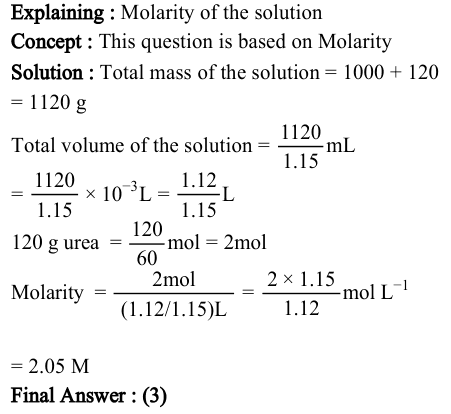 Explaining : Molarity of the solution
Concept : This question is based on Molarity
Solution : Total mass of the solution = 1000 + 120
= 1120 g
Total volume of the solution = 1120/1.15 mL
= 1120/1.15 × 10⁻³L = 1.12/1.15 L
120 g urea = 120/60 mol = 2mol
Molarity = 2mol/(1.12/1.15)L = 2 × 1.15/1.12 mol L⁻¹
= 2.05 M
Final Answer : (3)